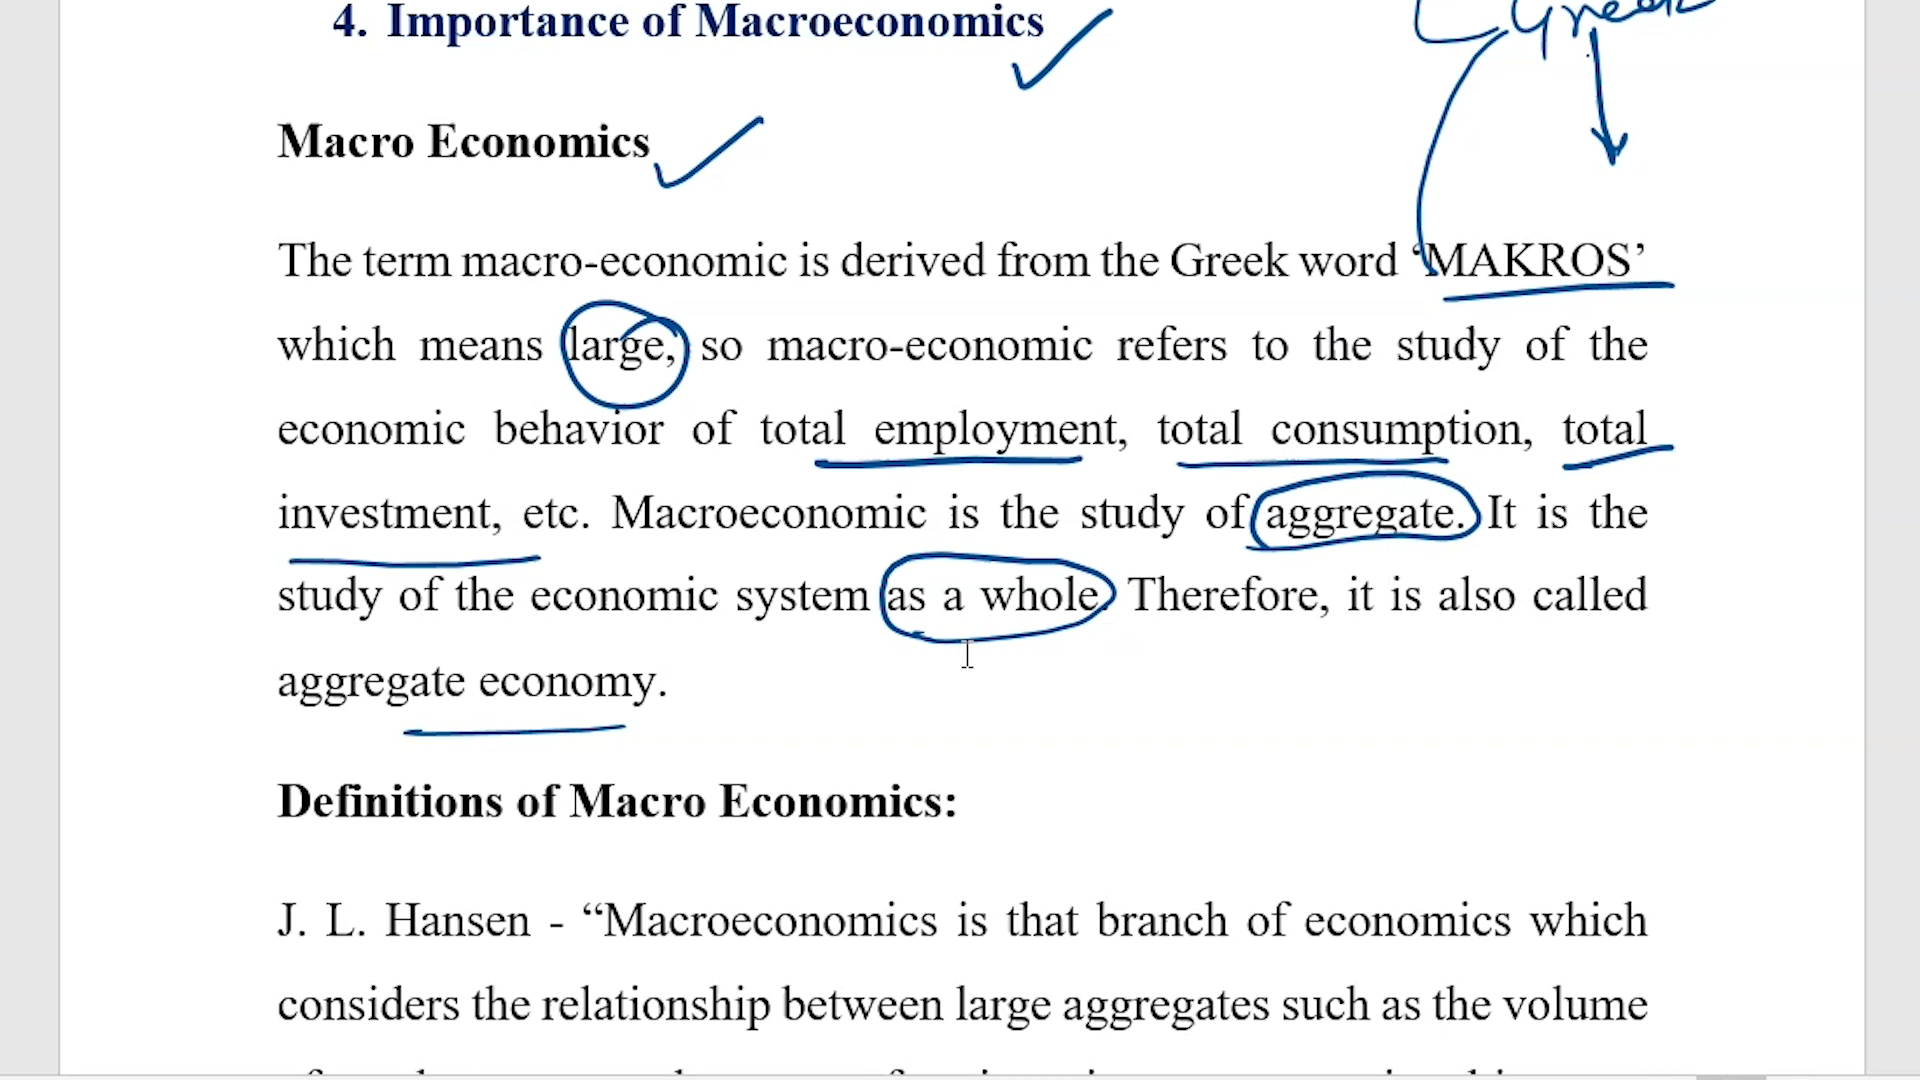 4. Importance of Macroeconomics
Greek
Macro Economics
The term macro-economic is derived from the Greek word ‘MAKROS’
which means large, so macro-economic refers to the study of the
economic behavior of total employment, total consumption, total
investment, etc. Macroeconomic is the study of aggregate. It is the
study of the economic system as a whole. Therefore, it is also called
aggregate economy.
Definitions of Macro Economics:
J. L. Hansen - “Macroeconomics is that branch of economics which
considers the relationship between large aggregates such as the volume